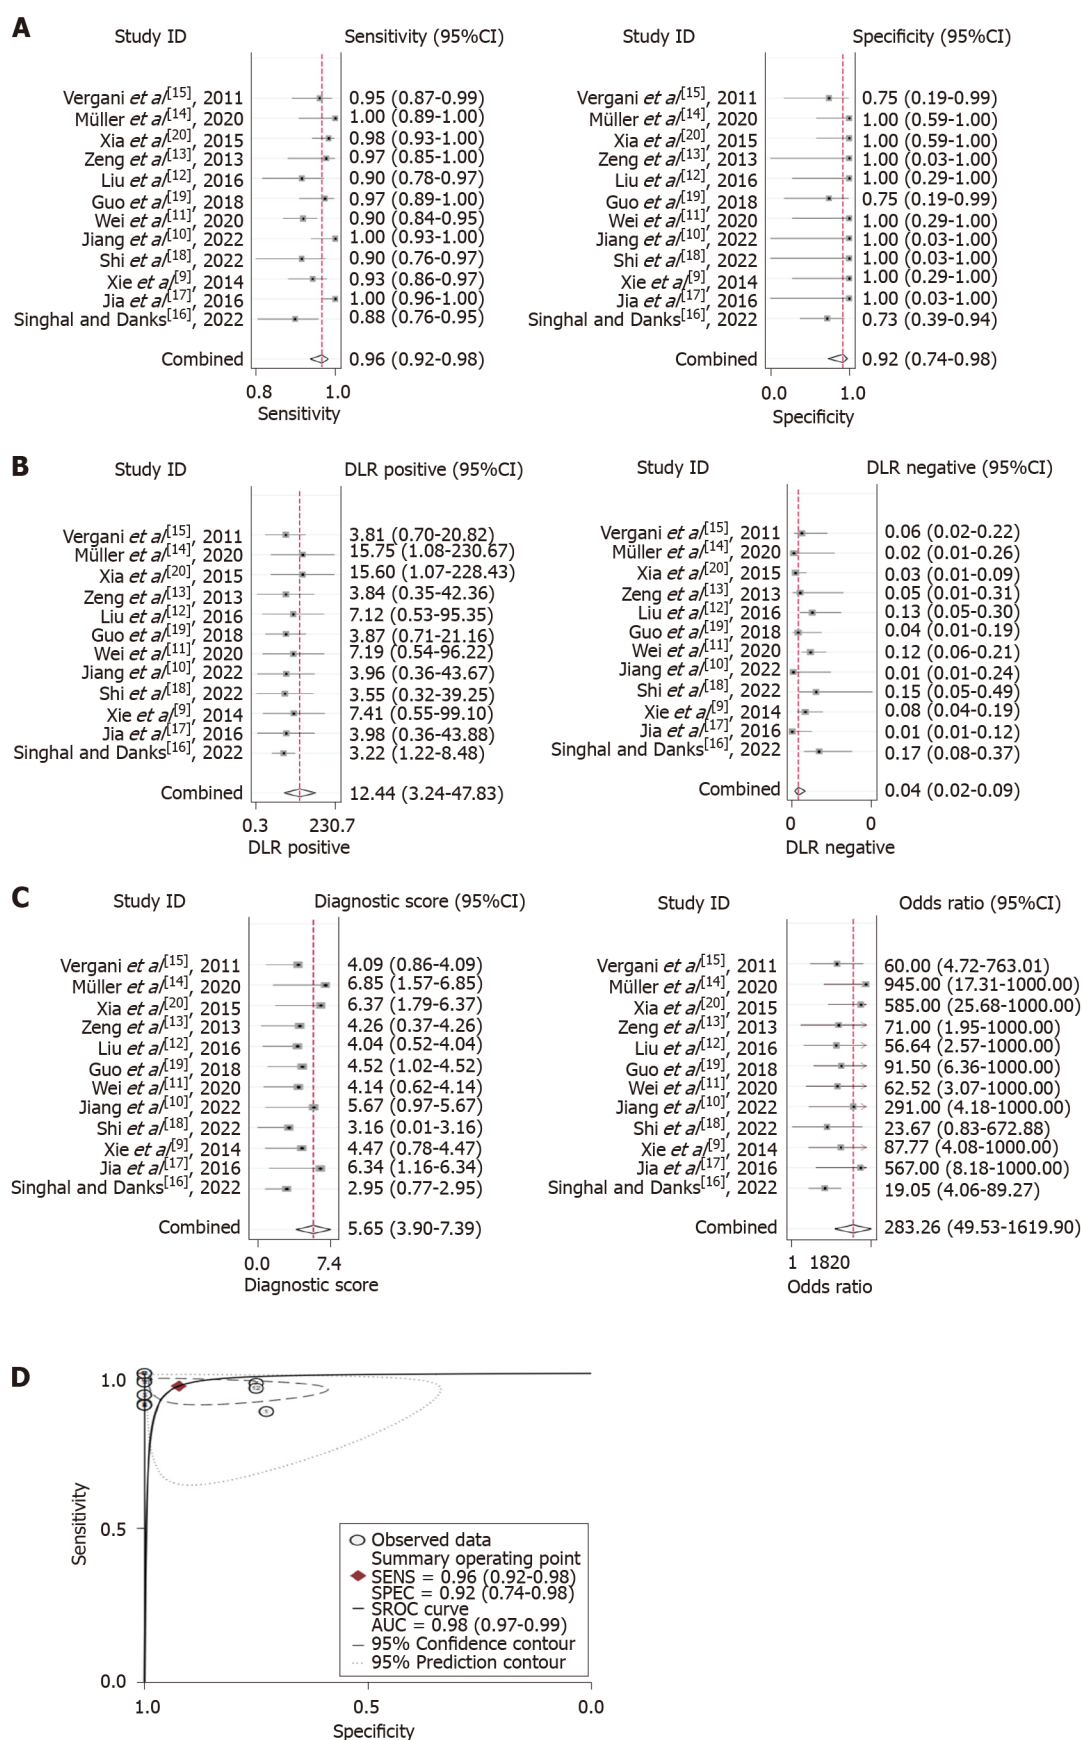 A
Study ID Sensitivity (95%CI)
Vergani et al[15], 2011 0.95 (0.87-0.99)
Müller et al[14], 2020 1.00 (0.89-1.00)
Xia et al[20], 2015 0.98 (0.93-1.00)
Zeng et al[13], 2013 0.97 (0.85-1.00)
Liu et al[12], 2016 0.90 (0.78-0.97)
Guo et al[19], 2018 0.97 (0.89-1.00)
Wei et al[11], 2020 0.90 (0.84-0.95)
Jiang et al[10], 2022 1.00 (0.93-1.00)
Shi et al[18], 2022 0.90 (0.76-0.97)
Xie et al[9], 2014 0.93 (0.86-0.97)
Jia et al[17], 2016 1.00 (0.96-1.00)
Singhal and Danks[16], 2022 0.88 (0.76-0.95)
Combined 0.96 (0.92-0.98)
0.8 1.0
Sensitivity
Study ID Specificity (95%CI)
Vergani et al[15], 2011 0.75 (0.19-0.99)
Müller et al[14], 2020 1.00 (0.59-1.00)
Xia et al[20], 2015 1.00 (0.59-1.00)
Zeng et al[13], 2013 1.00 (0.03-1.00)
Liu et al[12], 2016 1.00 (0.29-1.00)
Guo et al[19], 2018 0.75 (0.19-0.99)
Wei et al[11], 2020 1.00 (0.29-1.00)
Jiang et al[10], 2022 1.00 (0.03-1.00)
Shi et al[18], 2022 1.00 (0.03-1.00)
Xie et al[9], 2014 1.00 (0.29-1.00)
Jia et al[17], 2016 1.00 (0.03-1.00)
Singhal and Danks[16], 2022 0.73 (0.39-0.94)
Combined 0.92 (0.74-0.98)
0.0 1.0
Specificity
B
Study ID DLR positive (95%CI)
Vergani et al[15], 2011 3.81 (0.70-20.82)
Müller et al[14], 2020 15.75 (1.08-230.67)
Xia et al[20], 2015 15.60 (1.07-228.43)
Zeng et al[13], 2013 3.84 (0.35-42.36)
Liu et al[12], 2016 7.12 (0.53-95.35)
Guo et al[19], 2018 3.87 (0.71-21.16)
Wei et al[11], 2020 7.19 (0.54-96.22)
Jiang et al[10], 2022 3.96 (0.36-43.67)
Shi et al[18], 2022 3.55 (0.32-39.25)
Xie et al[9], 2014 7.41 (0.55-99.10)
Jia et al[17], 2016 3.98 (0.36-43.88)
Singhal and Danks[16], 2022 3.22 (1.22-8.48)
Combined 12.44 (3.24-47.83)
0.3 230.7
DLR positive
Study ID DLR negative (95%CI)
Vergani et al[15], 2011 0.06 (0.02-0.22)
Müller et al[14], 2020 0.02 (0.01-0.26)
Xia et al[20], 2015 0.03 (0.01-0.09)
Zeng et al[13], 2013 0.05 (0.01-0.31)
Liu et al[12], 2016 0.13 (0.05-0.30)
Guo et al[19], 2018 0.04 (0.01-0.19)
Wei et al[11], 2020 0.12 (0.06-0.21)
Jiang et al[10], 2022 0.01 (0.01-0.24)
Shi et al[18], 2022 0.15 (0.05-0.49)
Xie et al[9], 2014 0.08 (0.04-0.19)
Jia et al[17], 2016 0.01 (0.01-0.12)
Singhal and Danks[16], 2022 0.17 (0.08-0.37)
Combined 0.04 (0.02-0.09)
0 0
DLR negative
C
Study ID Diagnostic score (95%CI)
Vergani et al[15], 2011 4.09 (0.86-4.09)
Müller et al[14], 2020 6.85 (1.57-6.85)
Xia et al[20], 2015 6.37 (1.79-6.37)
Zeng et al[13], 2013 4.26 (0.37-4.26)
Liu et al[12], 2016 4.04 (0.52-4.04)
Guo et al[19], 2018 4.52 (1.02-4.52)
Wei et al[11], 2020 4.14 (0.62-4.14)
Jiang et al[10], 2022 5.67 (0.97-5.67)
Shi et al[18], 2022 3.16 (0.01-3.16)
Xie et al[9], 2014 4.47 (0.78-4.47)
Jia et al[17], 2016 6.34 (1.16-6.34)
Singhal and Danks[16], 2022 2.95 (0.77-2.95)
Combined 5.65 (3.90-7.39)
0.0 7.4
Diagnostic score
Study ID Odds ratio (95%CI)
Vergani et al[15], 2011 60.00 (4.72-763.01)
Müller et al[14], 2020 945.00 (17.31-1000.00)
Xia et al[20], 2015 585.00 (25.68-1000.00)
Zeng et al[13], 2013 71.00 (1.95-1000.00)
Liu et al[12], 2016 56.64 (2.57-1000.00)
Guo et al[19], 2018 91.50 (6.36-1000.00)
Wei et al[11], 2020 62.52 (3.07-1000.00)
Jiang et al[10], 2022 291.00 (4.18-1000.00)
Shi et al[18], 2022 23.67 (0.83-672.88)
Xie et al[9], 2014 87.77 (4.08-1000.00)
Jia et al[17], 2016 567.00 (8.18-1000.00)
Singhal and Danks[16], 2022 19.05 (4.06-89.27)
Combined 283.26 (49.53-1619.90)
1 1820
Odds ratio
D
1.0
0.5
0.0
Sensitivity
Observed data
Summary operating point
SENS = 0.96 (0.92-0.98)
SPEC = 0.92 (0.74-0.98)
SROC curve
AUC = 0.98 (0.97-0.99)
95% Confidence contour
95% Prediction contour
1.0 0.5 0.0
Specificity